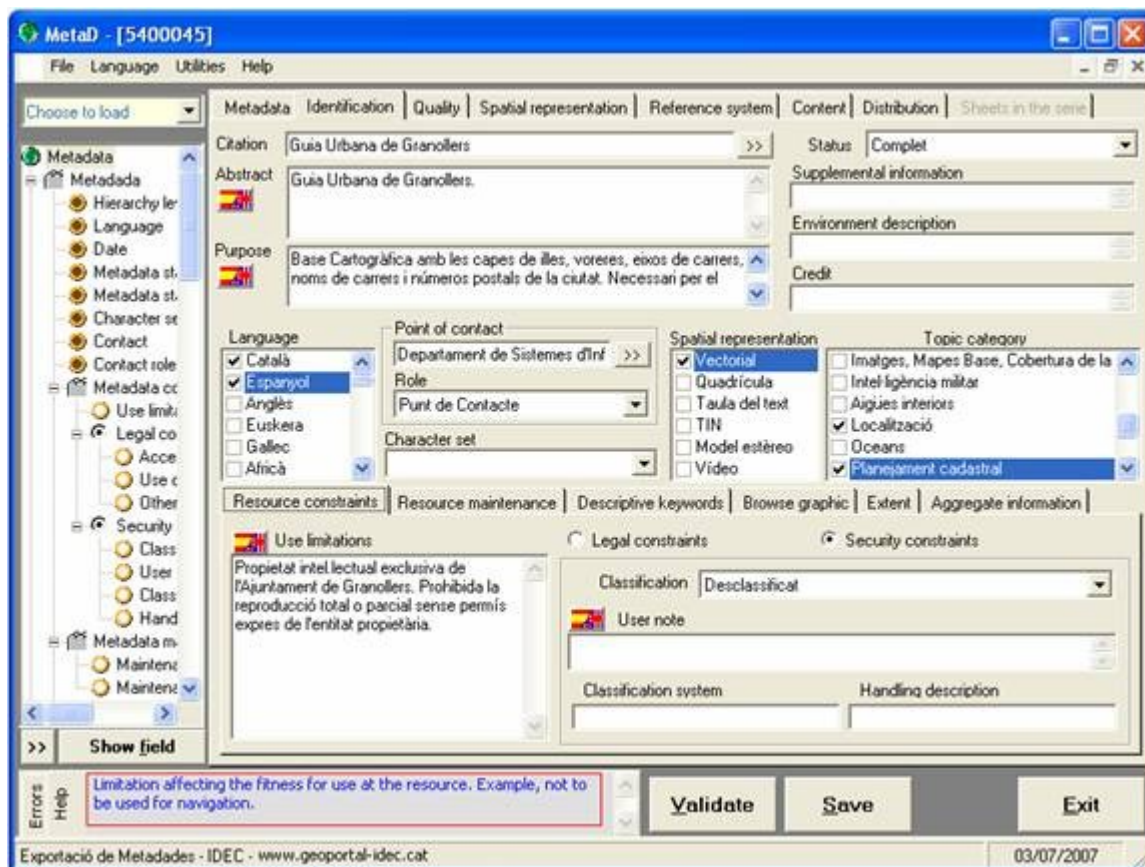 MetaD - [5400045]
File Language Utilities Help
Choose to load
Metadata Identification Quality Spatial representation Reference system Content Distribution Sheets in the serie
Metadata
Metadada
Hierarchy le
Language
Date
Metadata st
Metadata st
Character se
Contact
Contact role
Metadata co
Use limita
Legal co
Acce
Use c
Other
Security
Class
User
Class
Hand
Metadata m
Maintena
Maintena
>> Show field
Citation Guia Urbana de Granollers >>
Status Complet
Abstract Guia Urbana de Granollers.
Supplemental information
Environment description
Purpose Base Cartogràfica amb les capes de illes, voreres, eixos de carrers,
noms de carrers i números postals de la ciutat. Necessari per el
Credit
Language
Català
Espanyol
Anglès
Euskera
Gallec
Africà
Point of contact
Departament de Sistemes d'Inf >>
Role
Punt de Contacte
Character set
Spatial representation
Vectorial
Quadrícula
Taula del text
TIN
Model estèreo
Vídeo
Topic category
Imatges, Mapes Base, Cobertura de la
Intel·ligència militar
Aigües interiors
Localització
Oceans
Planejament cadastral
Resource constraints Resource maintenance Descriptive keywords Browse graphic Extent Aggregate information
Use limitations
Propietat intel.lectual exclusiva de
l'Ajuntament de Granollers. Prohibida la
reproducció total o parcial sense permís
expres de l'entitat propietària.
Legal constraints Security constraints
Classification Desclassificat
User note
Classification system Handling description
Errors
Help
Limitation affecting the fitness for use at the resource. Example, not to
be used for navigation.
Validate Save Exit
Exportació de Metadades - IDEC - www.geoportal-idec.cat 03/07/2007